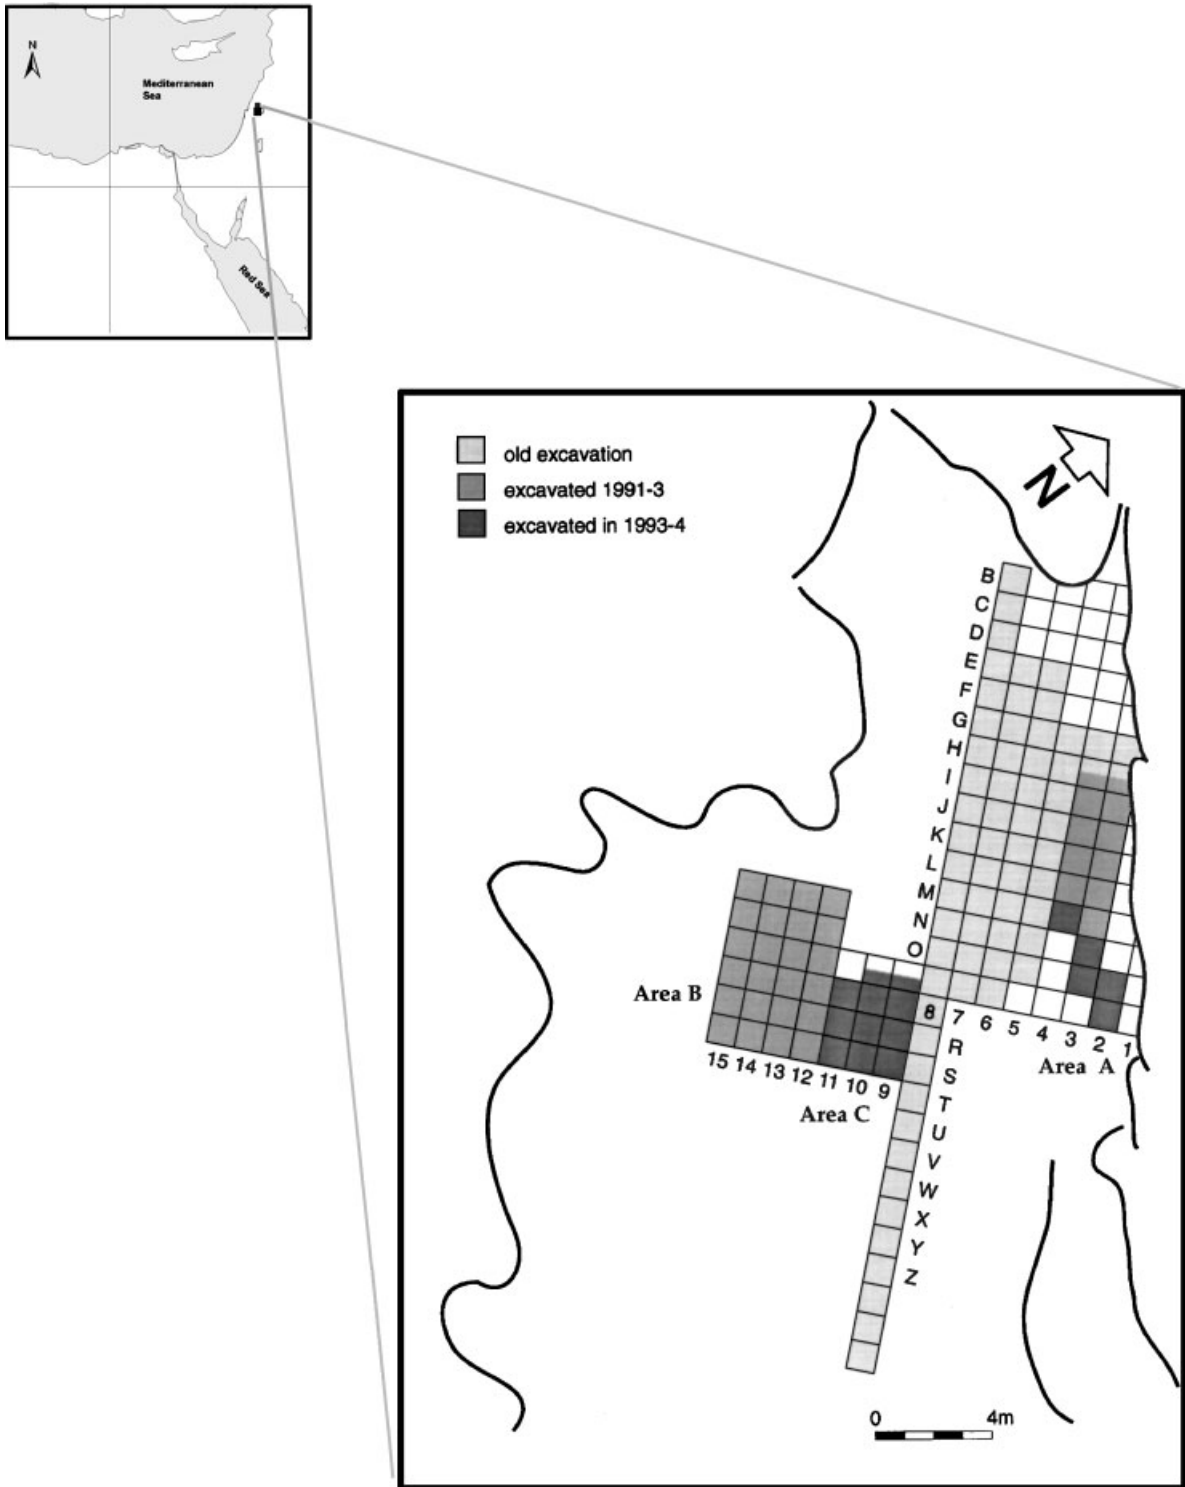 N
Mediterranean
Sea
Red Sea
old excavation
excavated 1991-3
excavated in 1993-4
N
B
C
D
E
F
G
H
I
J
K
L
M
N
O
Area B
8 7 6 5 4 3 2 1
Area A
15 14 13 12 11 10 9
Area C
R
S
T
U
V
W
X
Y
Z
0 4m